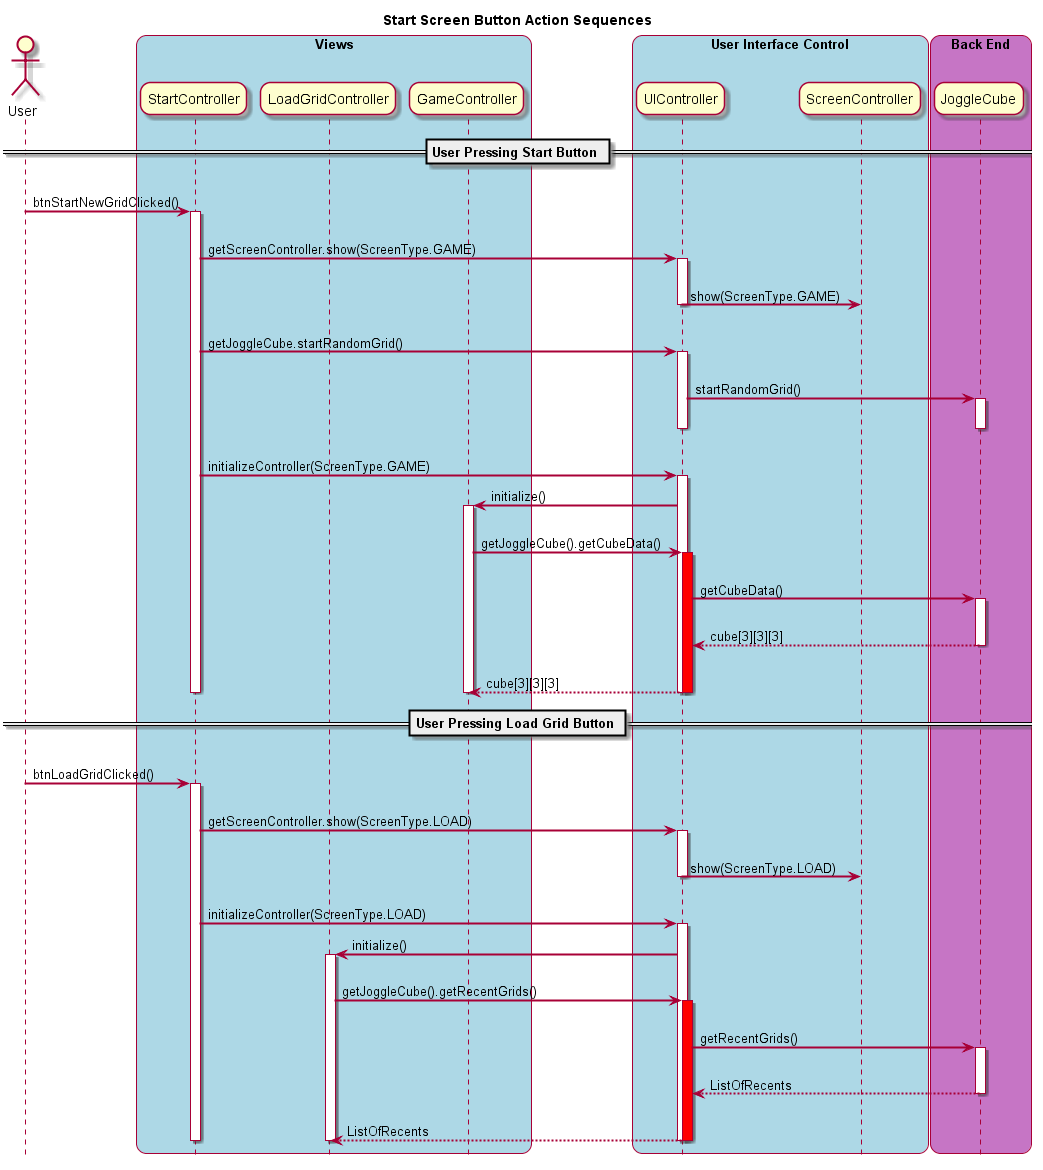 Start Screen Button Action Sequences
Views
User Interface Control
Back End
User
StartController
LoadGridController
GameController
UIController
ScreenController
JoggleCube
User Pressing Start Button
btnStartNewGridClicked()
getScreenController.show(ScreenType.GAME)
show(ScreenType.GAME)
getJoggleCube.startRandomGrid()
startRandomGrid()
initializeController(ScreenType.GAME)
initialize()
getJoggleCube().getCubeData()
getCubeData()
cube[3][3][3]
cube[3][3][3]
User Pressing Load Grid Button
btnLoadGridClicked()
getScreenController.show(ScreenType.LOAD)
show(ScreenType.LOAD)
initializeController(ScreenType.LOAD)
initialize()
getJoggleCube().getRecentGrids()
getRecentGrids()
ListOfRecents
ListOfRecents